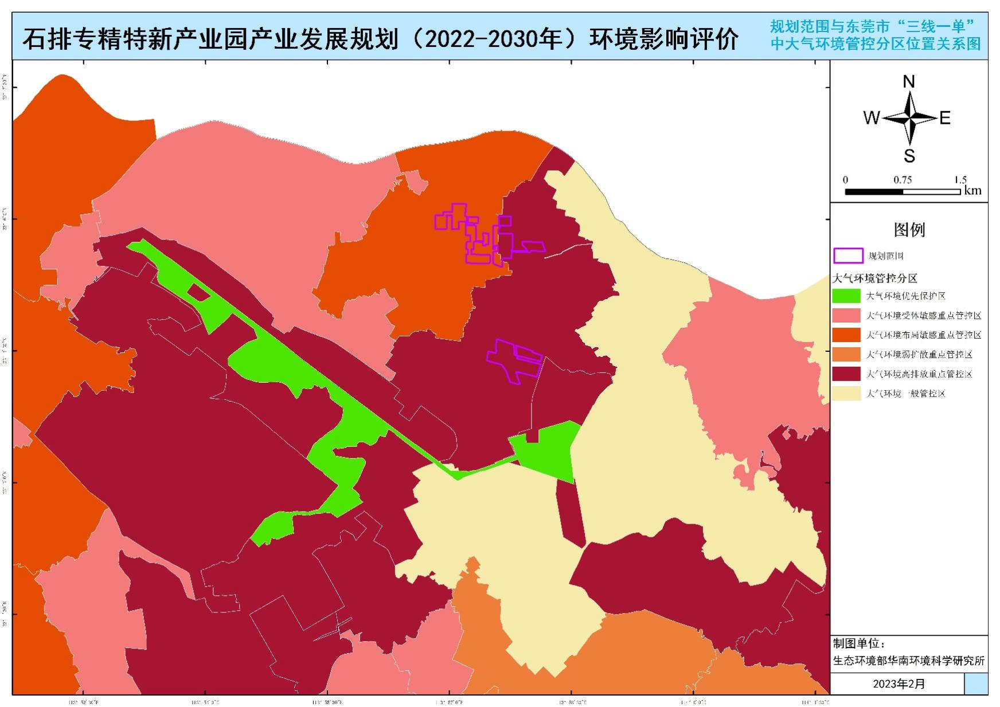 石排专精特新产业园产业发展规划（2022-2030年）环境影响评价
规划范围与东莞市“三线一单”
中大气环境管控分区位置关系图
N
W
E
S
0 0.75 1.5
km
图例
规划范围
大气环境管控分区
大气环境优先保护区
大气环境受体敏感重点管控区
大气环境布局敏感重点管控区
大气环境弱扩散重点管控区
大气环境高排放重点管控区
大气环境一般管控区
制图单位：
生态环境部华南环境科学研究所
2023年2月